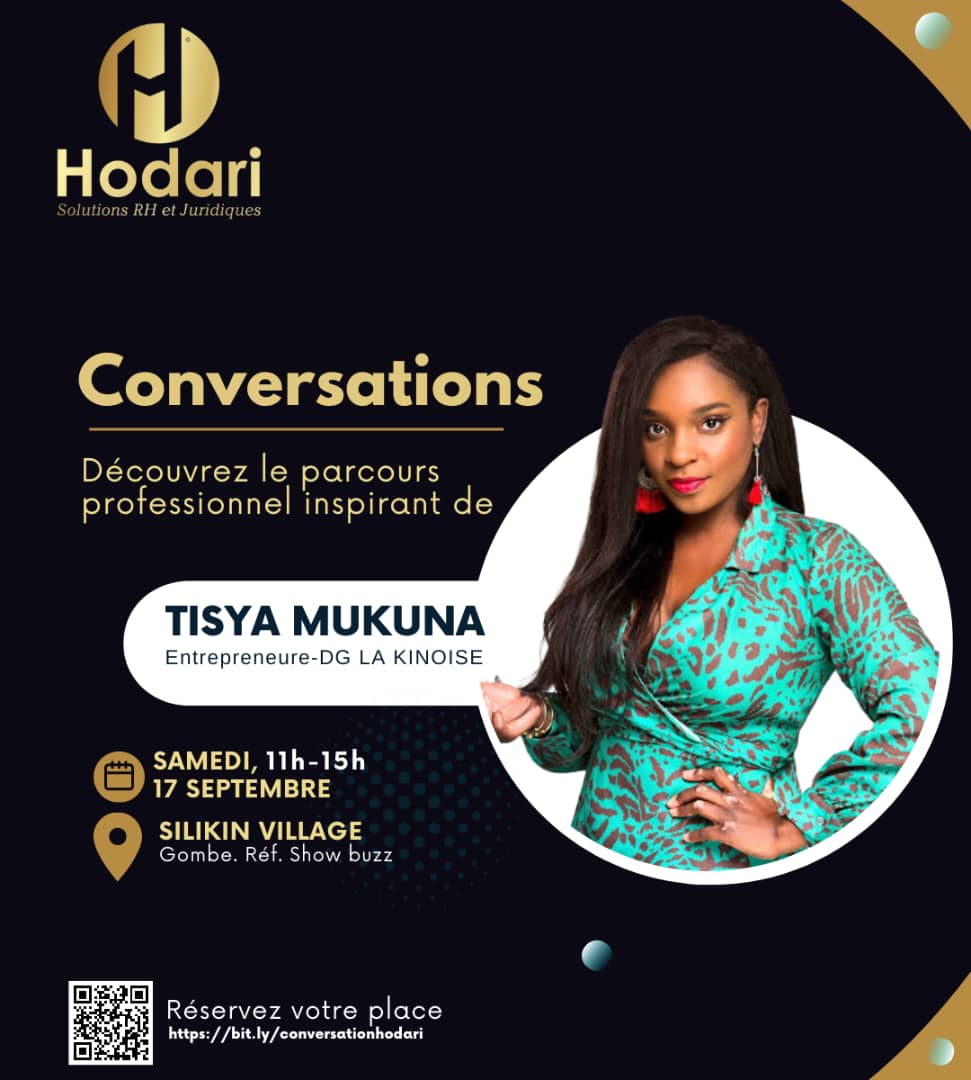 Hodari
Solutions RH et Juridiques
Conversations
Découvrez le parcours
professionnel inspirant de
TISYA MUKUNA
Entrepreneure-DG LA KINOISE
SAMEDI, 11h-15h
17 SEPTEMBRE
SILIKIN VILLAGE
Gombe. Réf. Show buzz
Réservez votre place
https://bit.ly/conversationhodari